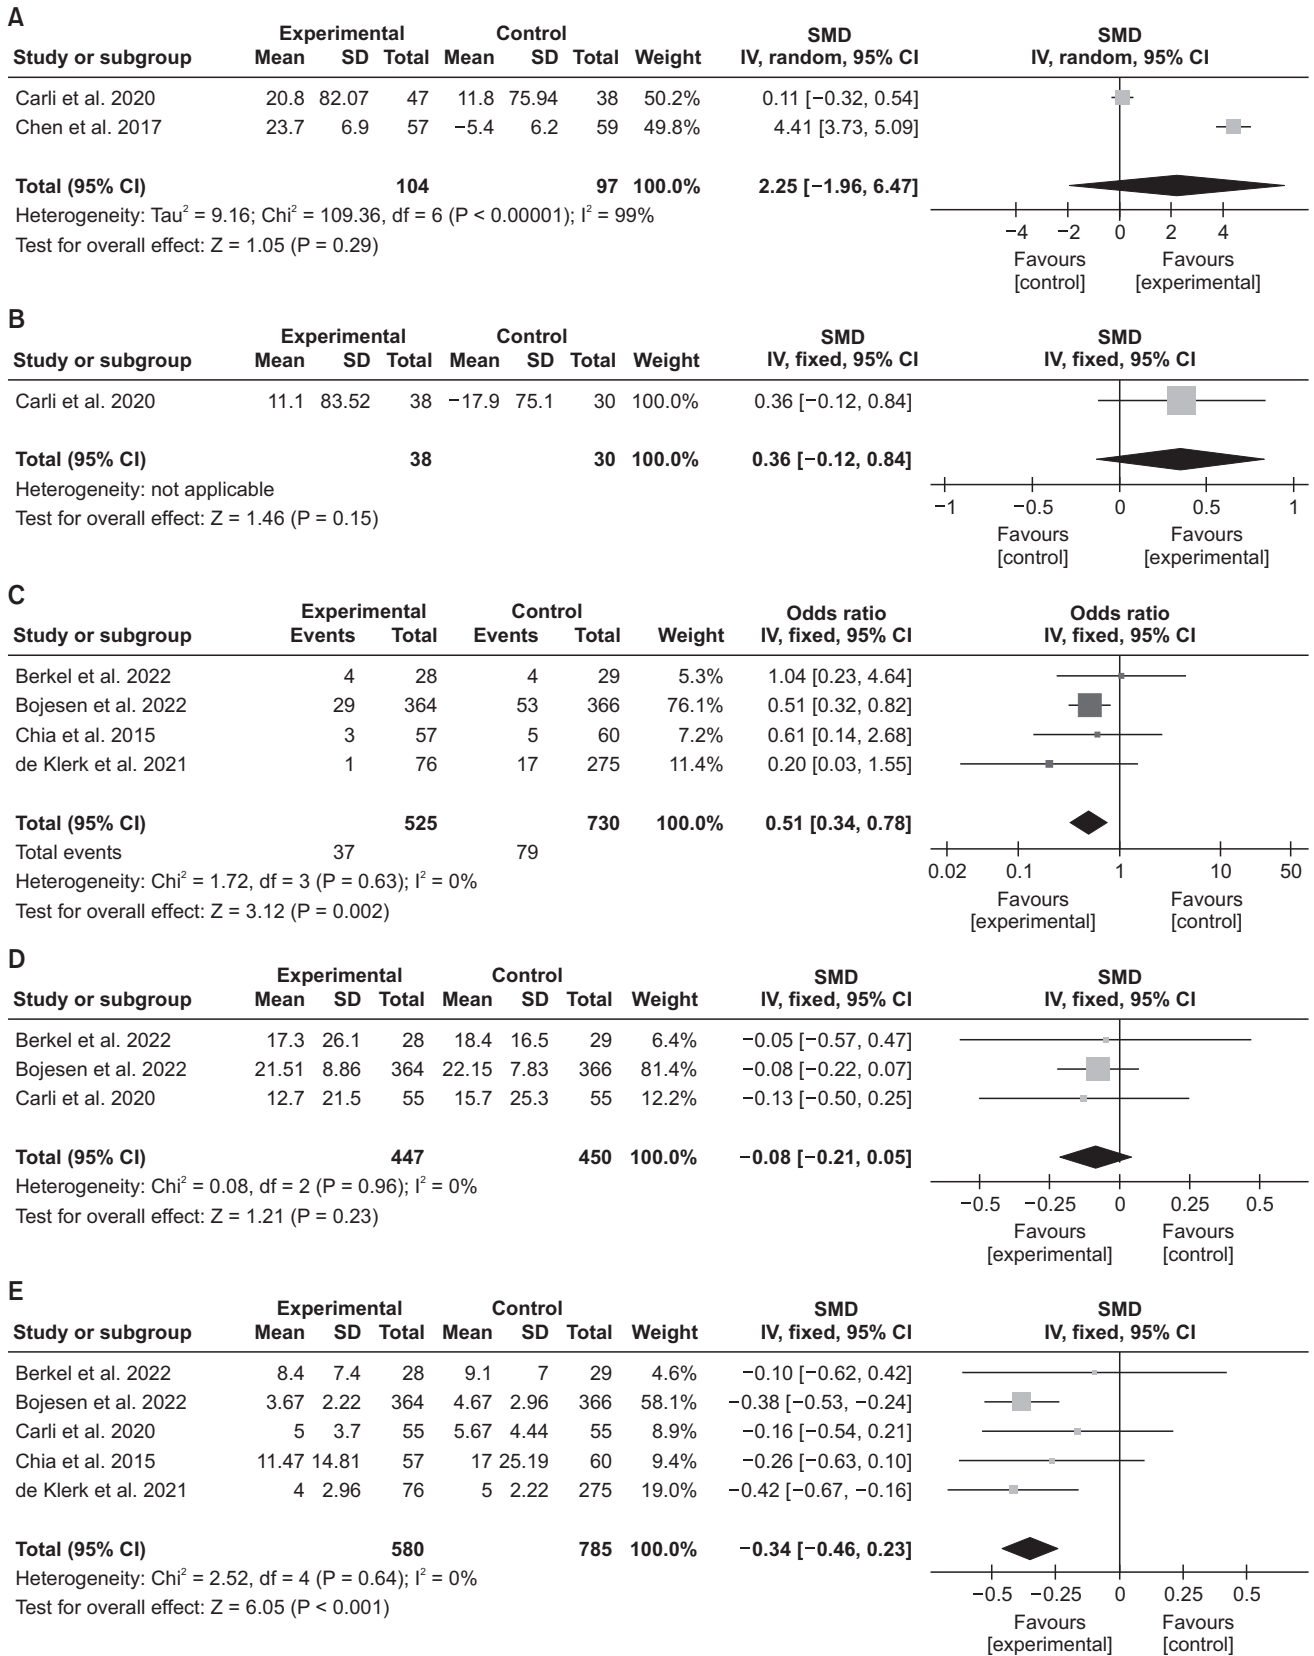 A
Experimental Control SMD SMD
Study or subgroup Mean SD Total Mean SD Total Weight IV, random, 95% CI IV, random, 95% CI
Carli et al. 2020 20.8 82.07 47 11.8 75.94 38 50.2% 0.11 [−0.32, 0.54]
Chen et al. 2017 23.7 6.9 57 −5.4 6.2 59 49.8% 4.41 [3.73, 5.09]
Total (95% CI) 104 97 100.0% 2.25 [−1.96, 6.47]
Heterogeneity: Tau² = 9.16; Chi² = 109.36, df = 6 (P < 0.00001); I² = 99%
Test for overall effect: Z = 1.05 (P = 0.29)
−4 −2 0 2 4
Favours Favours
[control] [experimental]
B
Experimental Control SMD SMD
Study or subgroup Mean SD Total Mean SD Total Weight IV, fixed, 95% CI IV, fixed, 95% CI
Carli et al. 2020 11.1 83.52 38 −17.9 75.1 30 100.0% 0.36 [−0.12, 0.84]
Total (95% CI) 38 30 100.0% 0.36 [−0.12, 0.84]
Heterogeneity: not applicable
Test for overall effect: Z = 1.46 (P = 0.15)
−1 −0.5 0 0.5 1
Favours Favours
[control] [experimental]
C
Experimental Control Odds ratio Odds ratio
Study or subgroup Events Total Events Total Weight IV, fixed, 95% CI IV, fixed, 95% CI
Berkel et al. 2022 4 28 4 29 5.3% 1.04 [0.23, 4.64]
Bojesen et al. 2022 29 364 53 366 76.1% 0.51 [0.32, 0.82]
Chia et al. 2015 3 57 5 60 7.2% 0.61 [0.14, 2.68]
de Klerk et al. 2021 1 76 17 275 11.4% 0.20 [0.03, 1.55]
Total (95% CI) 525 730 100.0% 0.51 [0.34, 0.78]
Total events 37 79
Heterogeneity: Chi² = 1.72, df = 3 (P = 0.63); I² = 0%
Test for overall effect: Z = 3.12 (P = 0.002)
0.02 0.1 1 10 50
Favours Favours
[experimental] [control]
D
Experimental Control SMD SMD
Study or subgroup Mean SD Total Mean SD Total Weight IV, fixed, 95% CI IV, fixed, 95% CI
Berkel et al. 2022 17.3 26.1 28 18.4 16.5 29 6.4% −0.05 [−0.57, 0.47]
Bojesen et al. 2022 21.51 8.86 364 22.15 7.83 366 81.4% −0.08 [−0.22, 0.07]
Carli et al. 2020 12.7 21.5 55 15.7 25.3 55 12.2% −0.13 [−0.50, 0.25]
Total (95% CI) 447 450 100.0% −0.08 [−0.21, 0.05]
Heterogeneity: Chi² = 0.08, df = 2 (P = 0.96); I² = 0%
Test for overall effect: Z = 1.21 (P = 0.23)
−0.5 −0.25 0 0.25 0.5
Favours Favours
[experimental] [control]
E
Experimental Control SMD SMD
Study or subgroup Mean SD Total Mean SD Total Weight IV, fixed, 95% CI IV, fixed, 95% CI
Berkel et al. 2022 8.4 7.4 28 9.1 7 29 4.6% −0.10 [−0.62, 0.42]
Bojesen et al. 2022 3.67 2.22 364 4.67 2.96 366 58.1% −0.38 [−0.53, −0.24]
Carli et al. 2020 5 3.7 55 5.67 4.44 55 8.9% −0.16 [−0.54, 0.21]
Chia et al. 2015 11.47 14.81 57 17 25.19 60 9.4% −0.26 [−0.63, 0.10]
de Klerk et al. 2021 4 2.96 76 5 2.22 275 19.0% −0.42 [−0.67, −0.16]
Total (95% CI) 580 785 100.0% −0.34 [−0.46, 0.23]
Heterogeneity: Chi² = 2.52, df = 4 (P = 0.64); I² = 0%
Test for overall effect: Z = 6.05 (P < 0.001)
−0.5 −0.25 0 0.25 0.5
Favours Favours
[experimental] [control]